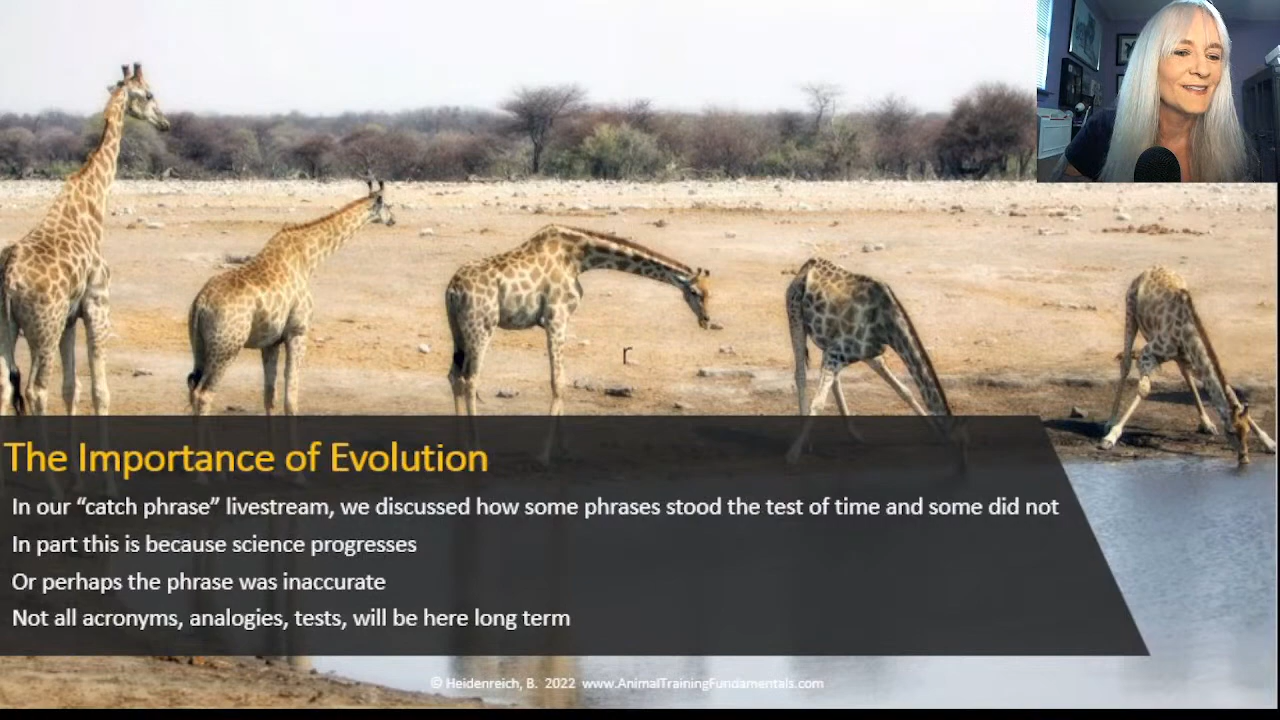 The Importance of Evolution
In our “catch phrase” livestream, we discussed how some phrases stood the test of time and some did not
In part this is because science progresses
Or perhaps the phrase was inaccurate
Not all acronyms, analogies, tests, will be here long term
© Heidenreich, B.  2022  www.AnimalTrainingFundamentals.com